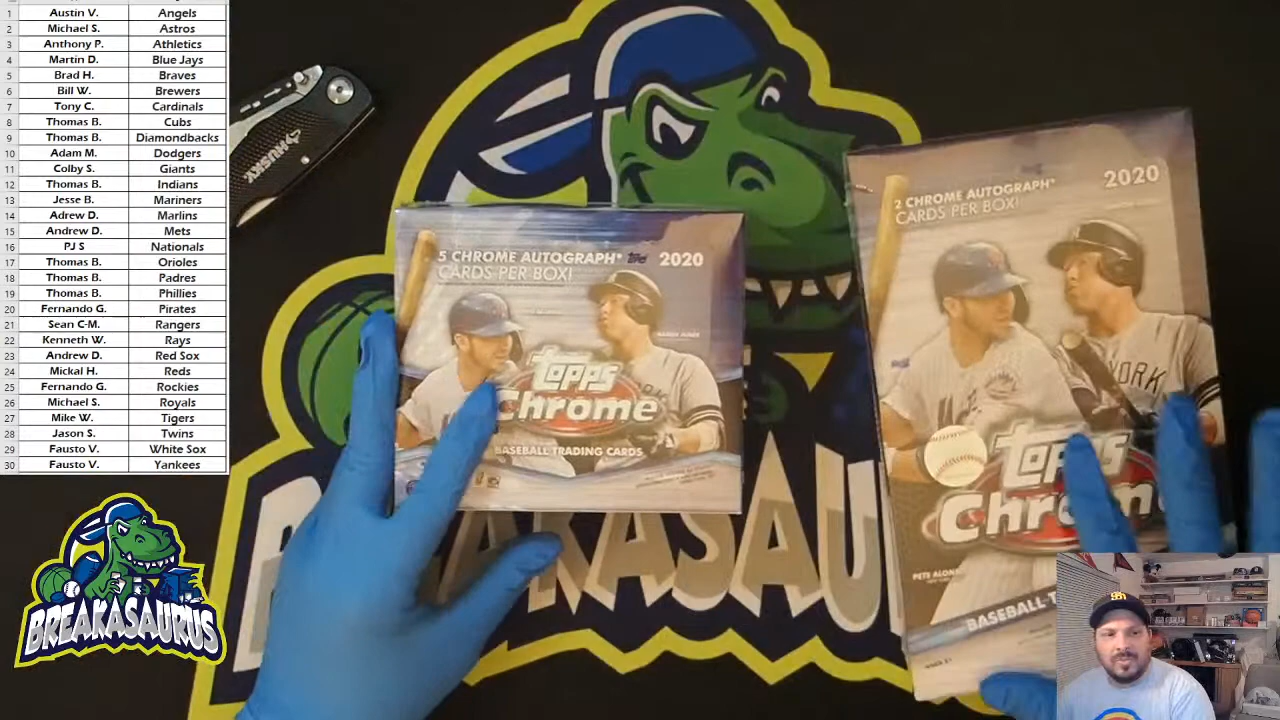 1 Austin V. Angels
2 Michael S. Astros
3 Anthony P. Athletics
4 Martin D. Blue Jays
5 Brad H. Braves
6 Bill W. Brewers
7 Tony C. Cardinals
8 Thomas B. Cubs
9 Thomas B. Diamondbacks
10 Adam M. Dodgers
11 Colby S. Giants
12 Thomas B. Indians
13 Jesse B. Mariners
14 Adrew D. Marlins
15 Andrew D. Mets
16 PJ S Nationals
17 Thomas B. Orioles
18 Thomas B. Padres
19 Thomas B. Phillies
20 Fernando G. Pirates
21 Sean C-M. Rangers
22 Kenneth W. Rays
23 Andrew D. Red Sox
24 Mickal H. Reds
25 Fernando G. Rockies
26 Michael S. Royals
27 Mike W. Tigers
28 Jason S. Twins
29 Fausto V. White Sox
30 Fausto V. Yankees
BREAKASAURUS
HUSKY
5 CHROME AUTOGRAPH* topps 2020
CARDS PER BOX!
topps
Chrome
BASEBALL TRADING CARDS
2 CHROME AUTOGRAPH* 2020
CARDS PER BOX!
YORK
topps
Chrom
PETE ALON
BASEBALL T